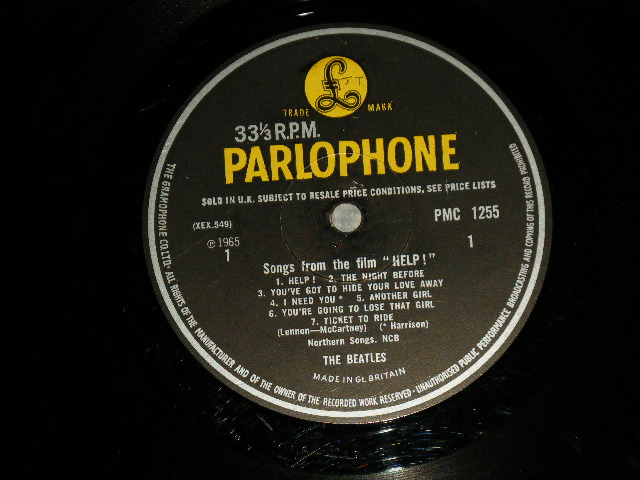 £
TRADE MARK
33⅓ R.P.M.
PARLOPHONE
SOLD IN U.K. SUBJECT TO RESALE PRICE CONDITIONS, SEE PRICE LISTS
(XEX.549)
PMC 1255
℗ 1965
1
1
Songs from the film "HELP!"
1. HELP! 2. THE NIGHT BEFORE
3. YOU'VE GOT TO HIDE YOUR LOVE AWAY
4. I NEED YOU * 5. ANOTHER GIRL
6. YOU'RE GOING TO LOSE THAT GIRL
7. TICKET TO RIDE
(Lennon—McCartney) (* Harrison)
Northern Songs. NCB
THE BEATLES
MADE IN Gt. BRITAIN
THE GRAMOPHONE CO. LTD. ALL RIGHTS OF THE MANUFACTURER AND OF THE OWNER OF THE RECORDED WORK RESERVED - UNAUTHORISED PUBLIC PERFORMANCE BROADCASTING AND COPYING OF THIS RECORD PROHIBITED